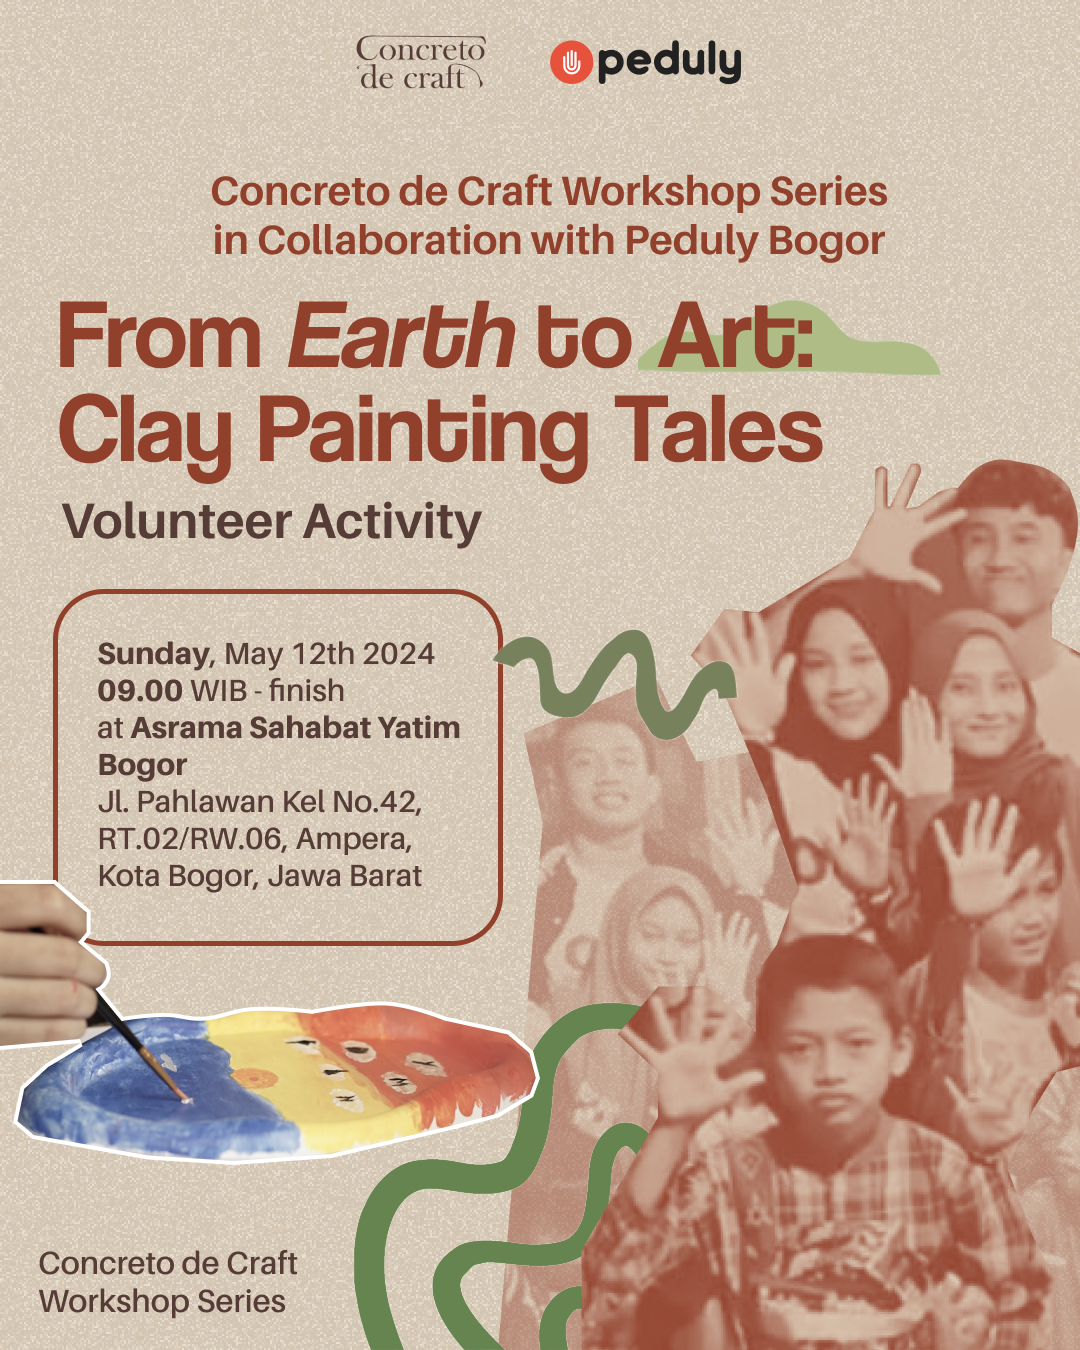 Concreto
de craft
peduly
Concreto de Craft Workshop Series
in Collaboration with Peduly Bogor
From Earth to Art:
Clay Painting Tales
Volunteer Activity
Sunday, May 12th 2024
09.00 WIB - finish
at Asrama Sahabat Yatim
Bogor
Jl. Pahlawan Kel No.42,
RT.02/RW.06, Ampera,
Kota Bogor, Jawa Barat
Concreto de Craft
Workshop Series